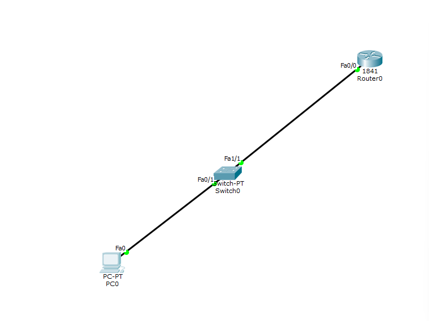 Fa0/0
1841
Router0
Fa1/1
Fa0/1
Switch-PT
Switch0
Fa0
PC-PT
PC0